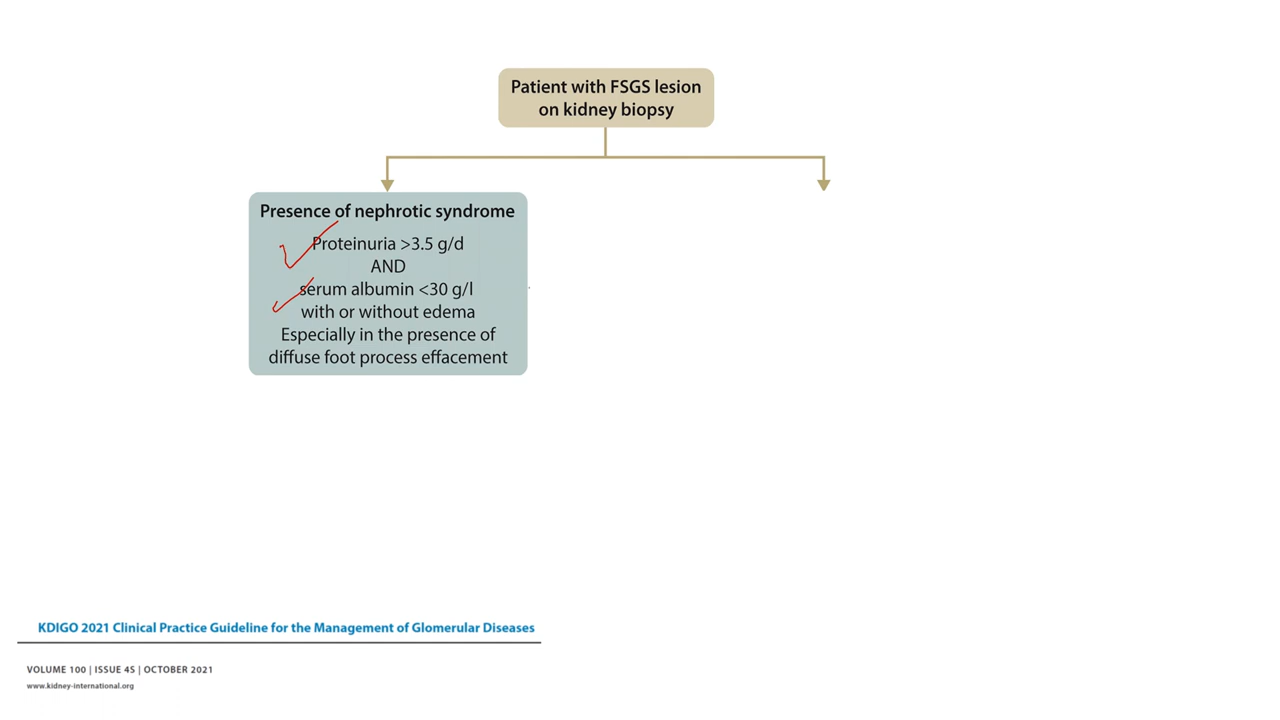 Patient with FSGS lesion
on kidney biopsy
Presence of nephrotic syndrome
Proteinuria >3.5 g/d
AND
serum albumin <30 g/l
with or without edema
Especially in the presence of
diffuse foot process effacement
KDIGO 2021 Clinical Practice Guideline for the Management of Glomerular Diseases
VOLUME 100 | ISSUE 4S | OCTOBER 2021
www.kidney-international.org